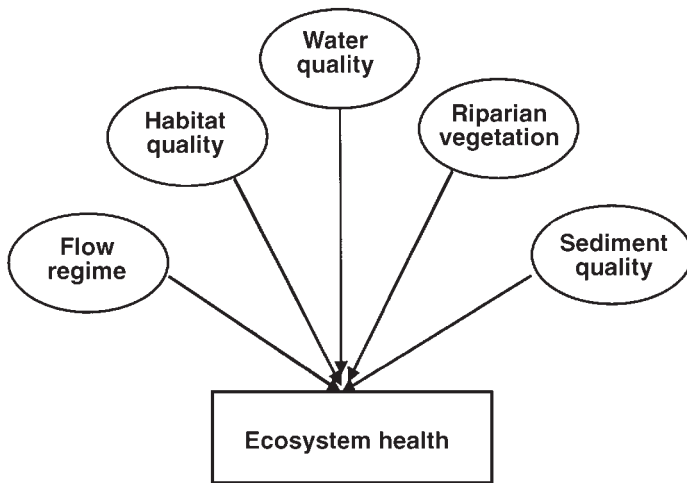 Water
quality
Habitat
quality
Riparian
vegetation
Flow
regime
Sediment
quality
Ecosystem health